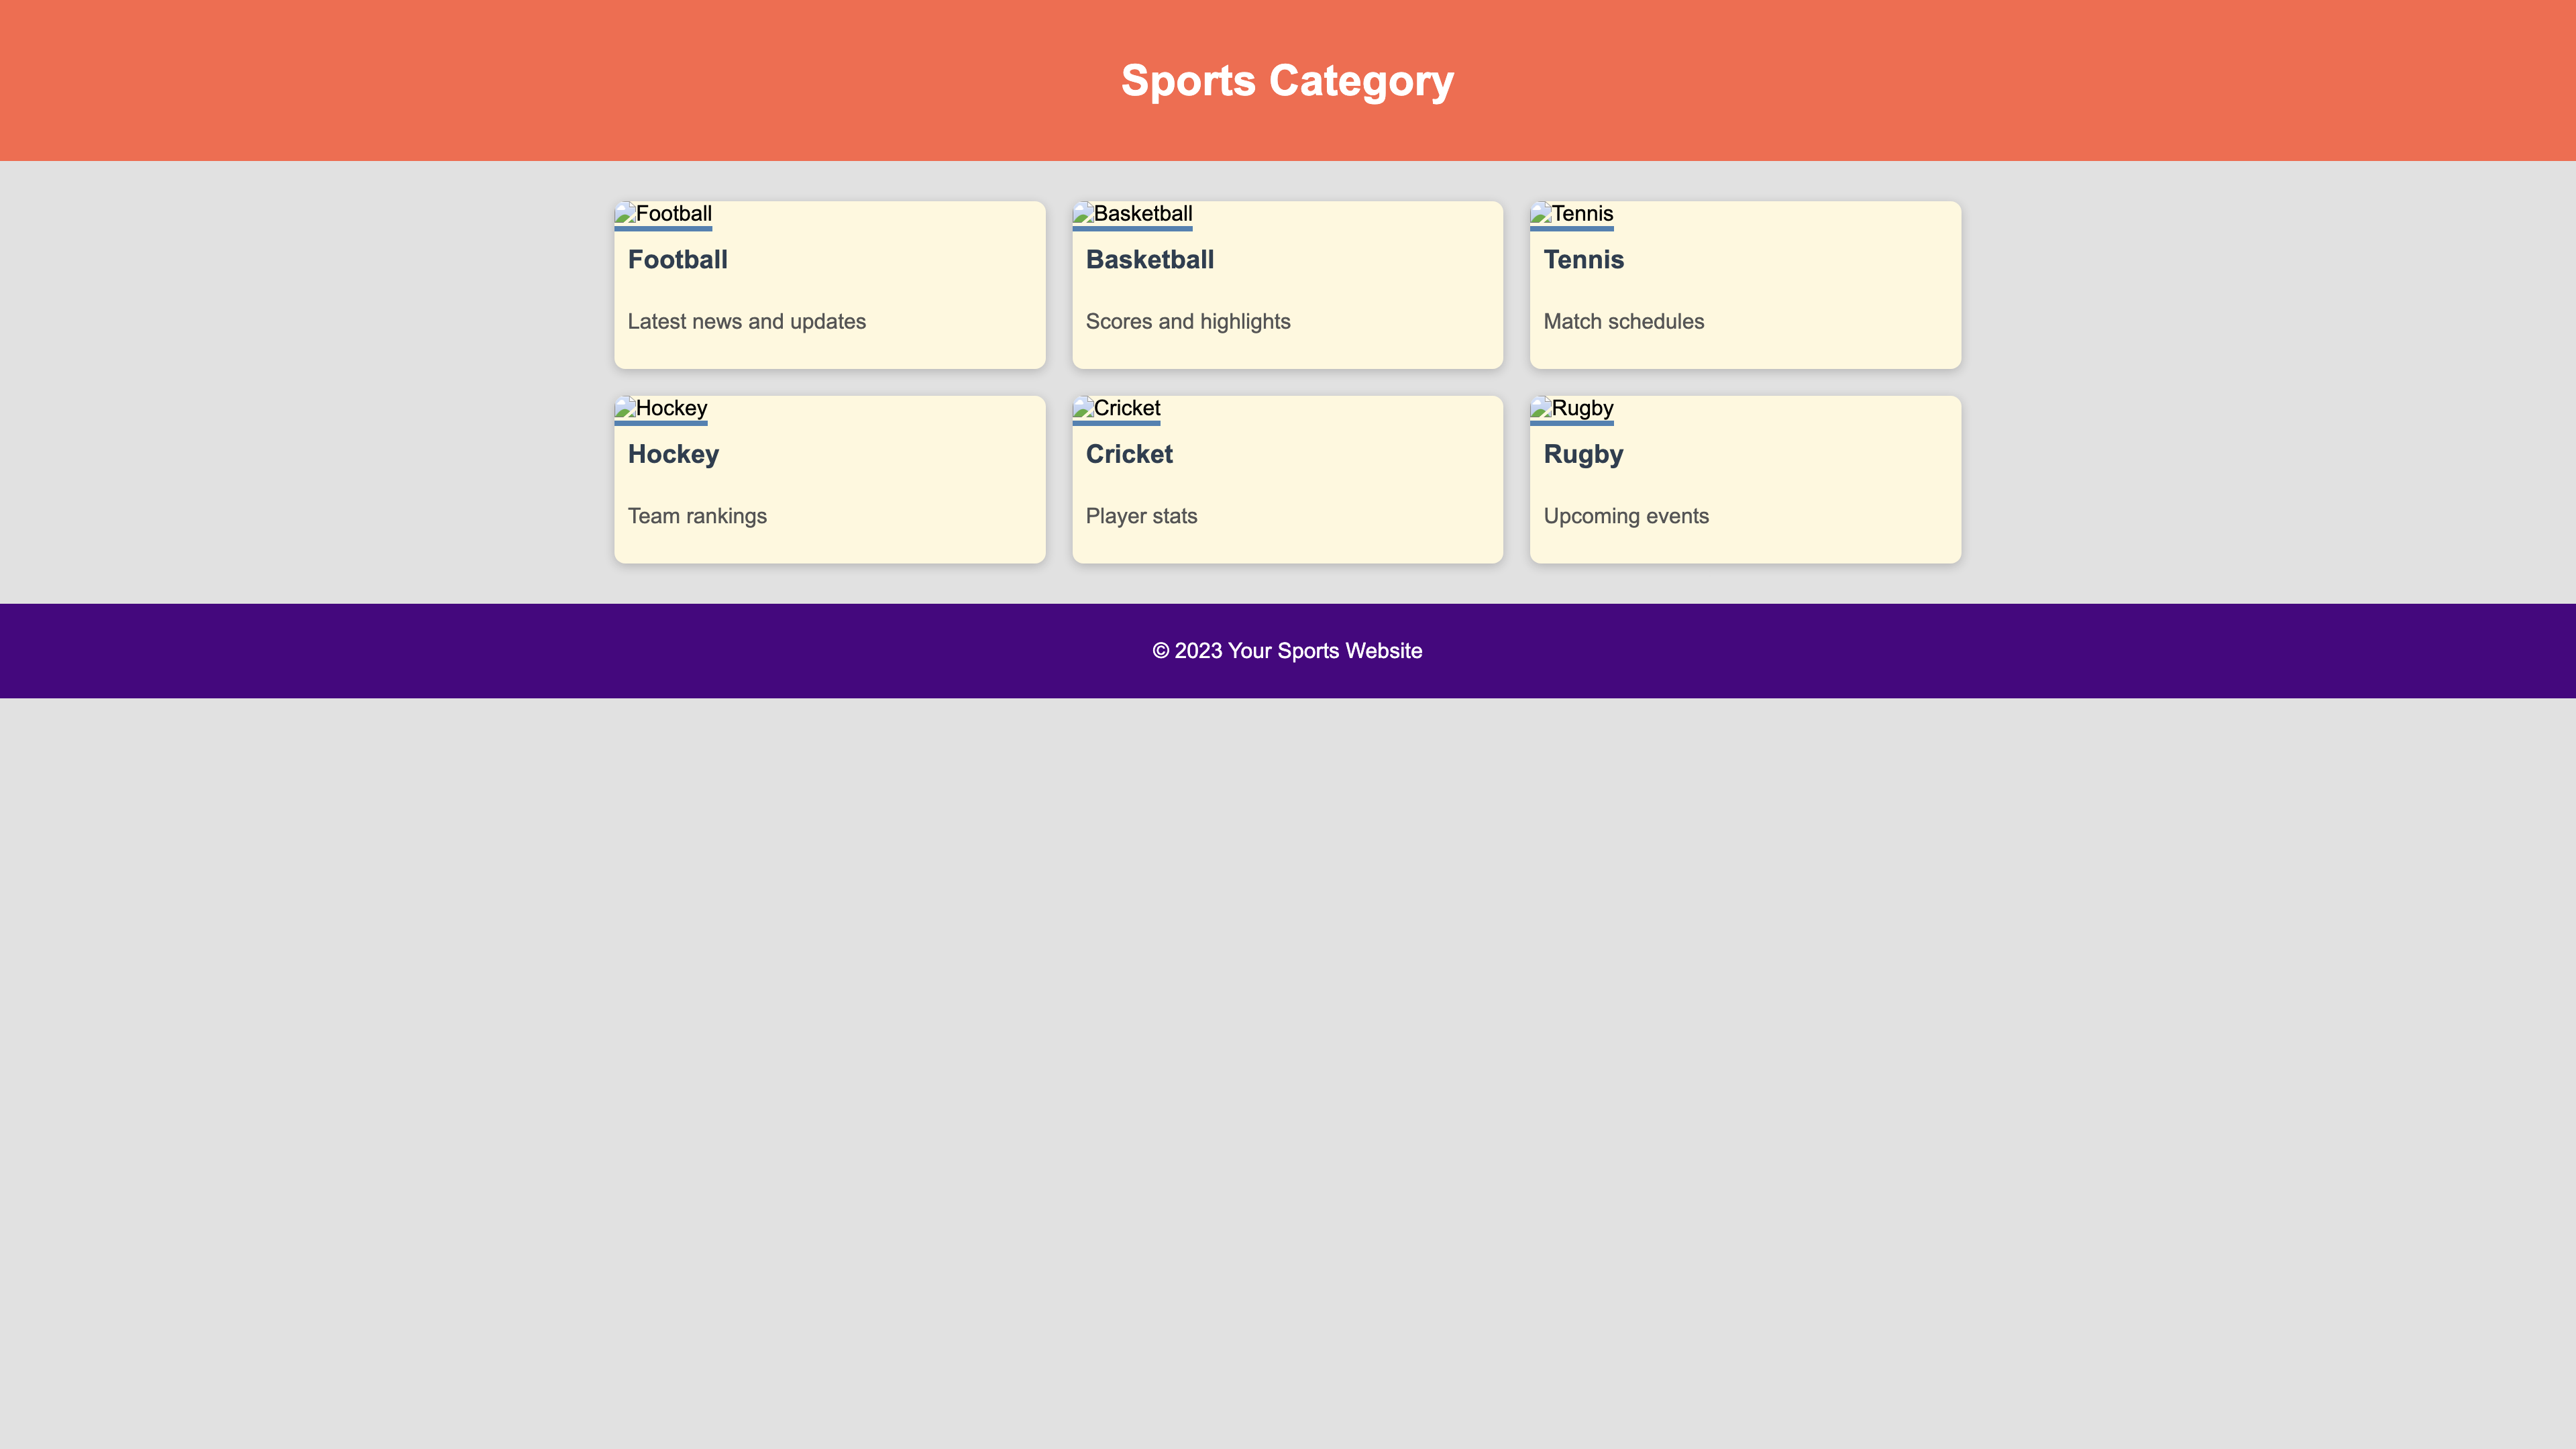 Sports Category
Football
Football
Latest news and updates
Basketball
Basketball
Scores and highlights
Tennis
Tennis
Match schedules
Hockey
Hockey
Team rankings
Cricket
Cricket
Player stats
Rugby
Rugby
Upcoming events
© 2023 Your Sports Website